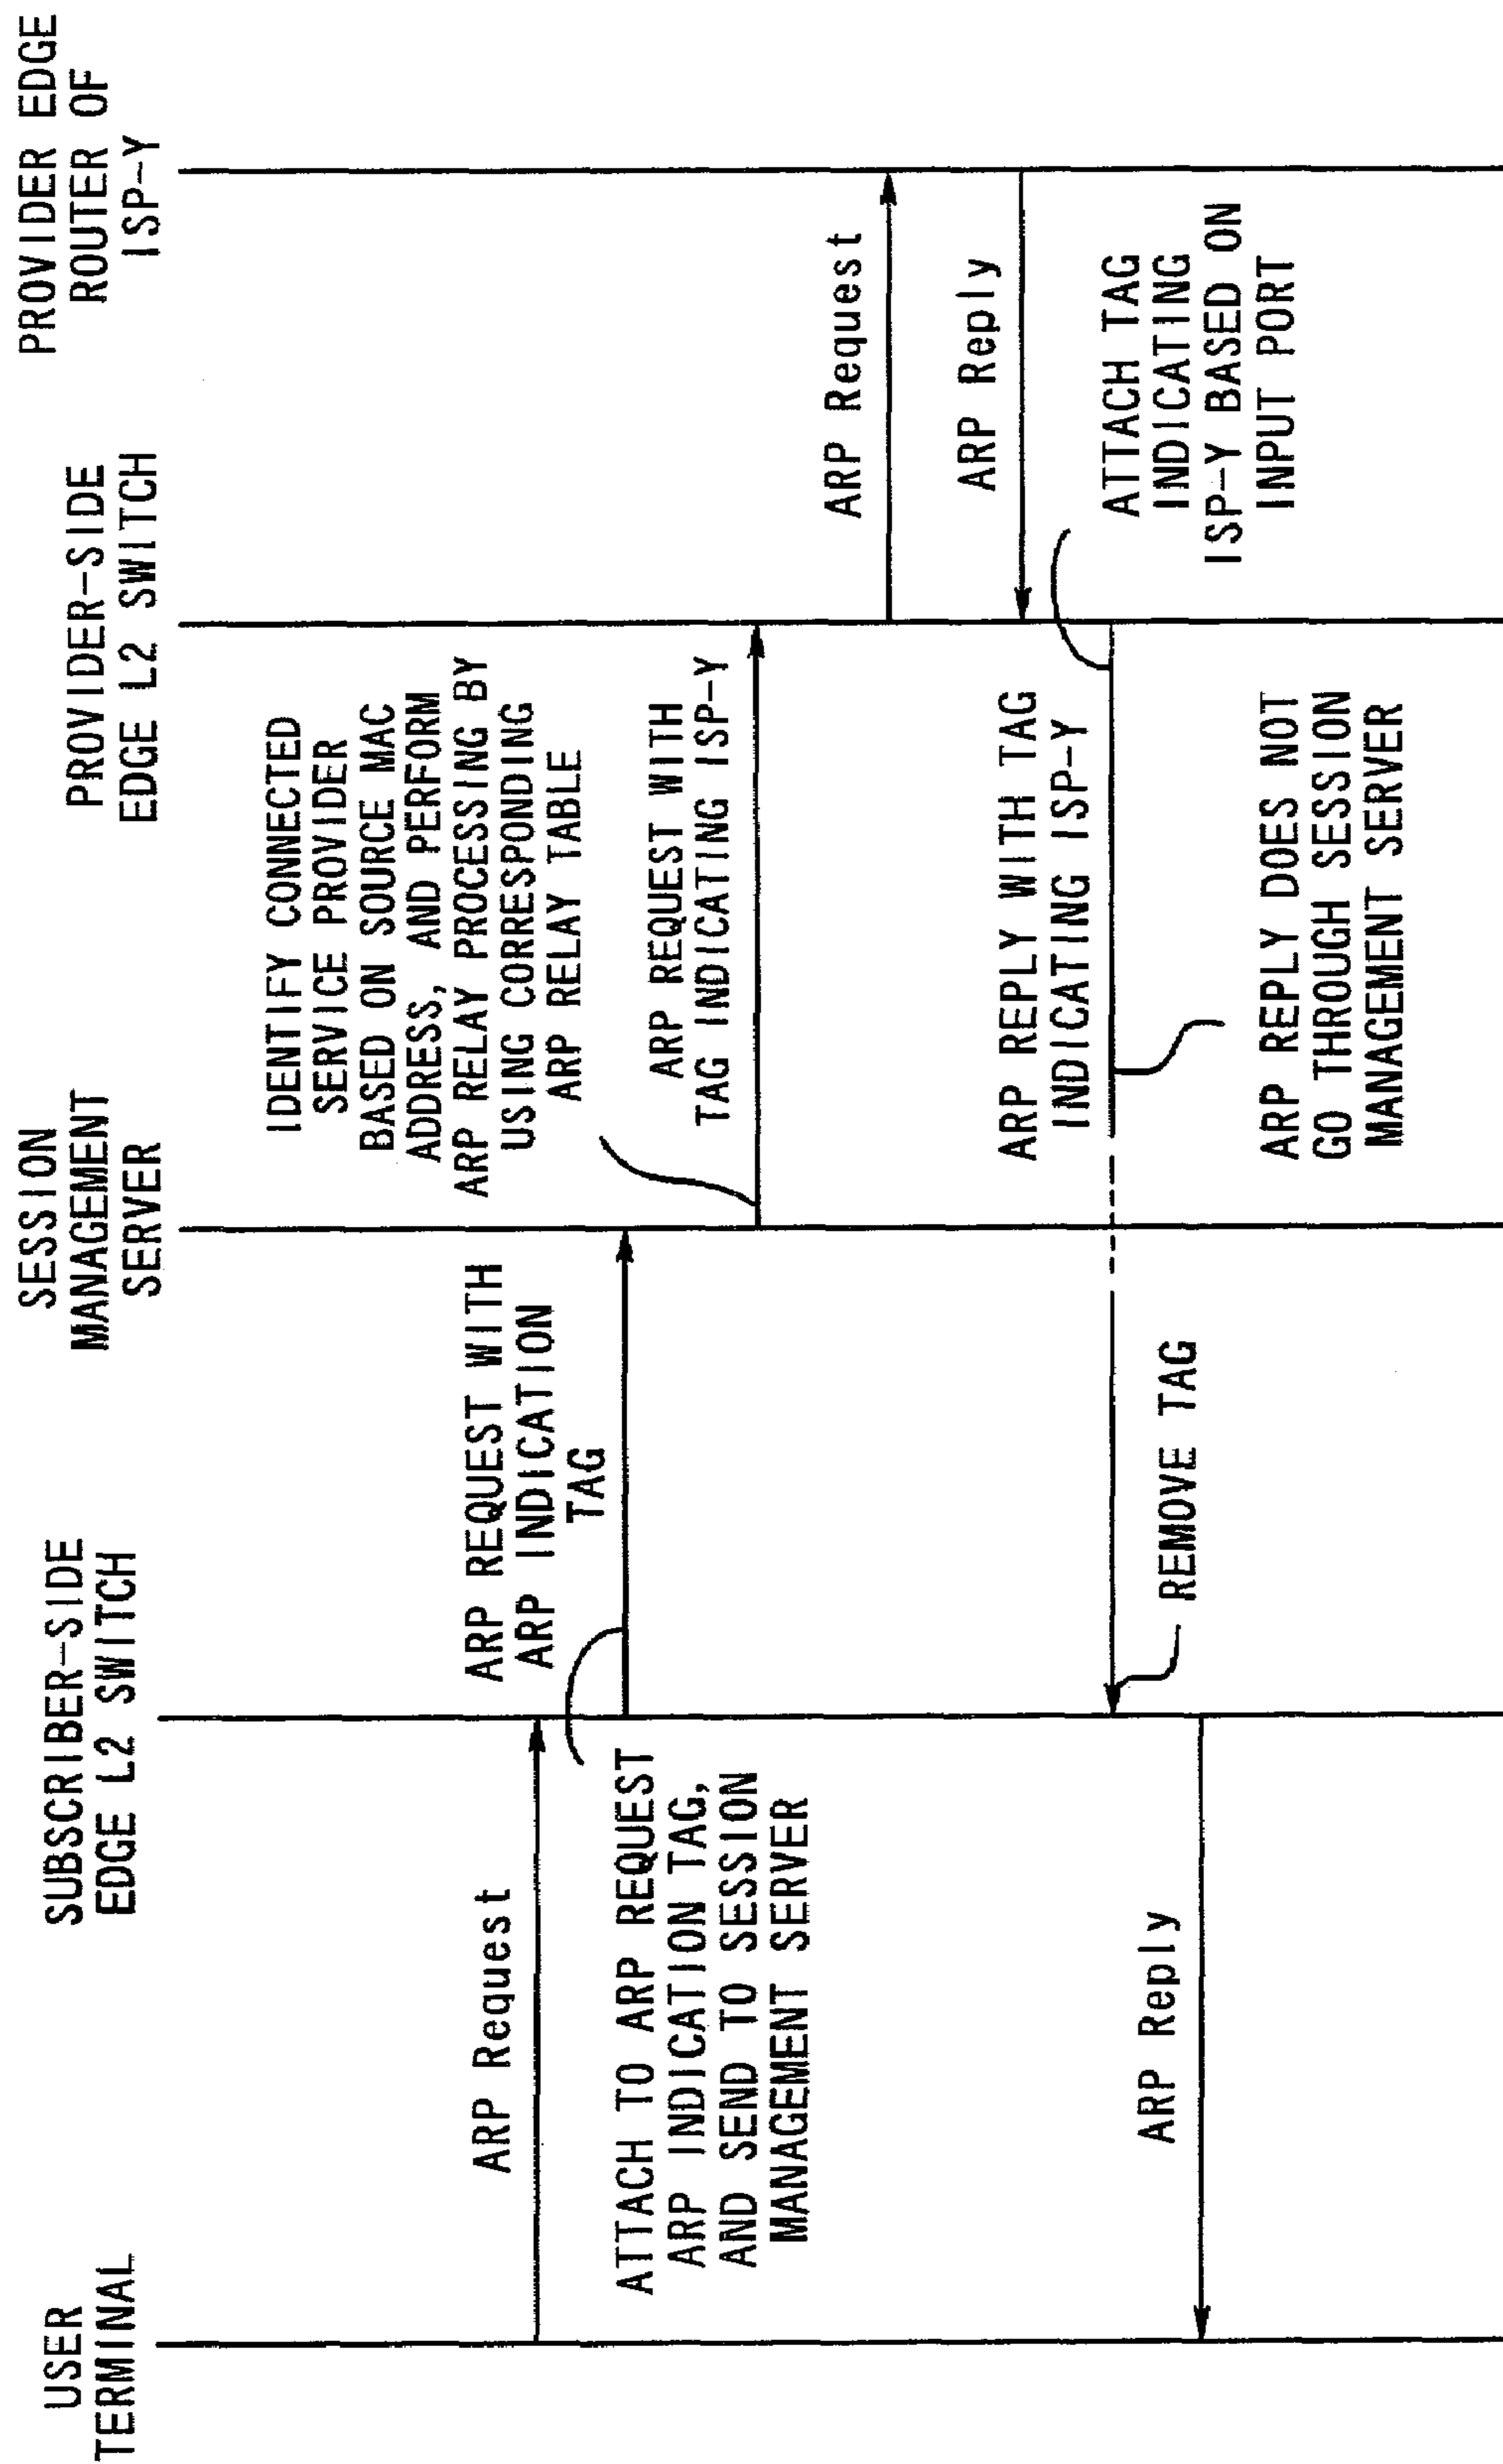 USER
TERMINAL
SUBSCRIBER-SIDE
EDGE L2 SWITCH
SESSION
MANAGEMENT
SERVER
PROVIDER-SIDE
EDGE L2 SWITCH
PROVIDER EDGE
ROUTER OF
ISP-Y
ARP Request
ATTACH TO ARP REQUEST
ARP INDICATION TAG,
AND SEND TO SESSION
MANAGEMENT SERVER
ARP REQUEST WITH
ARP INDICATION
TAG
IDENTIFY CONNECTED
SERVICE PROVIDER
BASED ON SOURCE MAC
ADDRESS, AND PERFORM
ARP RELAY PROCESSING BY
USING CORRESPONDING
ARP RELAY TABLE
ARP REQUEST WITH
TAG INDICATING ISP-Y
ARP Request
ARP Reply
ATTACH TAG
INDICATING
ISP-Y BASED ON
INPUT PORT
ARP REPLY WITH TAG
INDICATING ISP-Y
ARP REPLY DOES NOT
GO THROUGH SESSION
MANAGEMENT SERVER
REMOVE TAG
ARP Reply